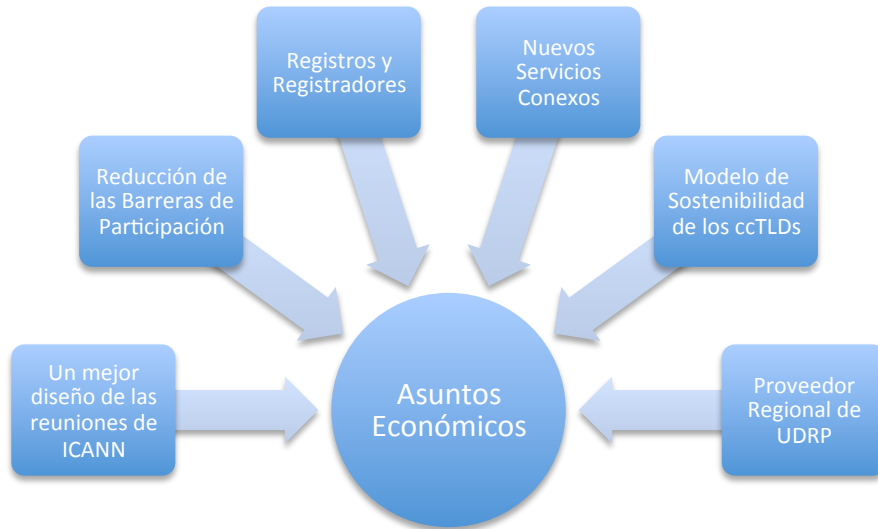 Registros y
Registradores
Nuevos
Servicios
Conexos
Reducción de
las Barreras de
Participación
Modelo de
Sostenibilidad
de los ccTLDs
Un mejor
diseño de las
reuniones de
ICANN
Asuntos
Económicos
Proveedor
Regional de
UDRP